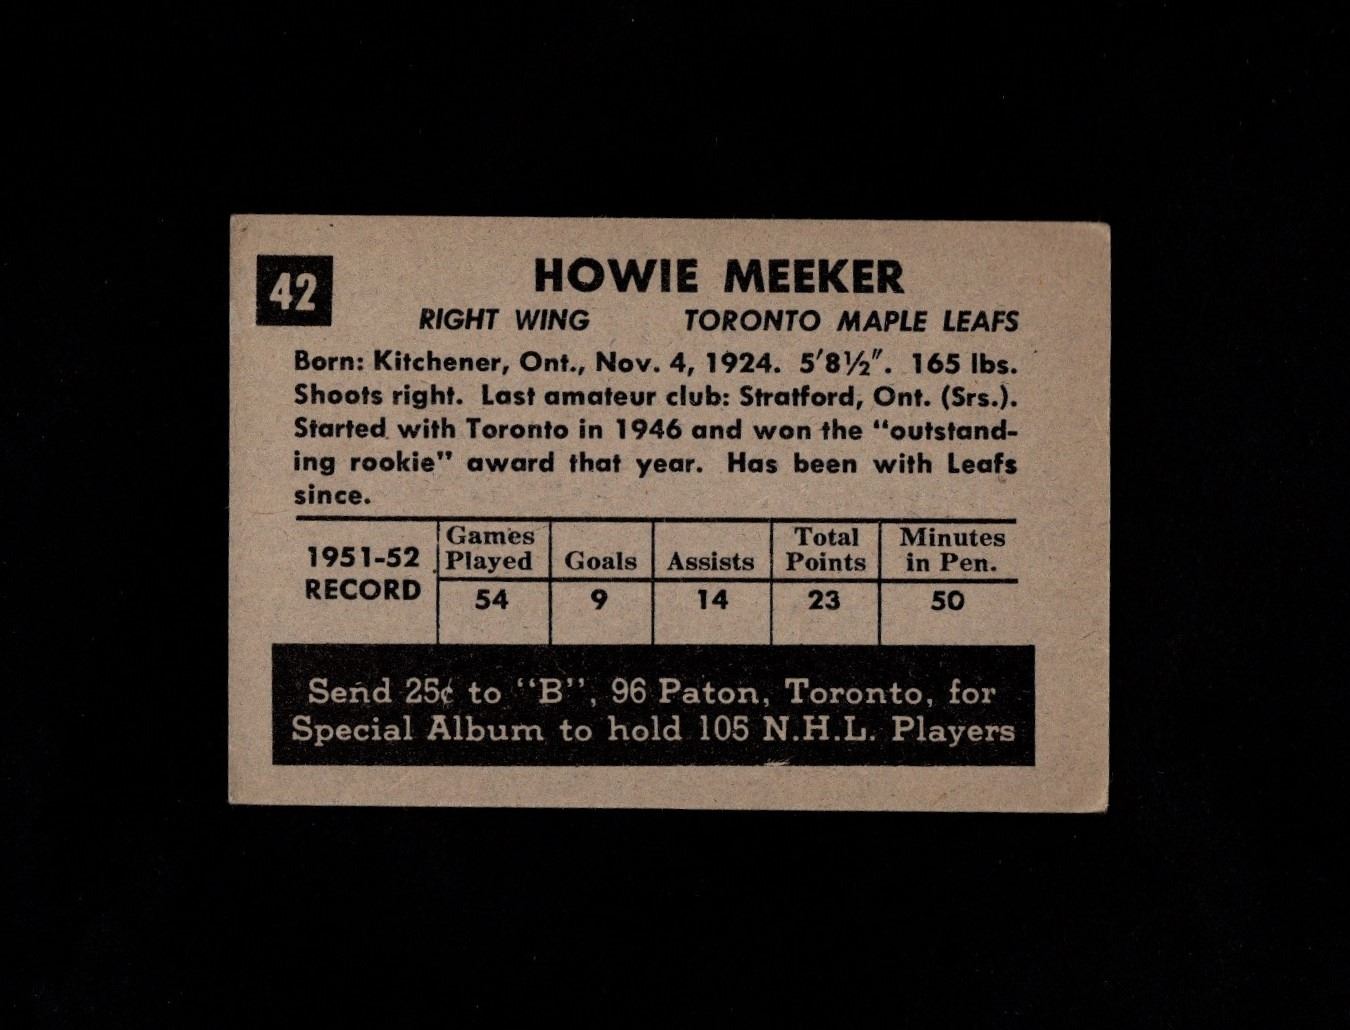 42
HOWIE MEEKER
RIGHT WING TORONTO MAPLE LEAFS
Born: Kitchener, Ont., Nov. 4, 1924. 5'8½". 165 lbs.
Shoots right. Last amateur club: Stratford, Ont. (Srs.).
Started with Toronto in 1946 and won the "outstand-
ing rookie" award that year. Has been with Leafs
since.
1951-52 RECORD
Games Played Goals Assists Total Points Minutes in Pen.
54 9 14 23 50
Send 25¢ to "B", 96 Paton, Toronto, for
Special Album to hold 105 N.H.L. Players